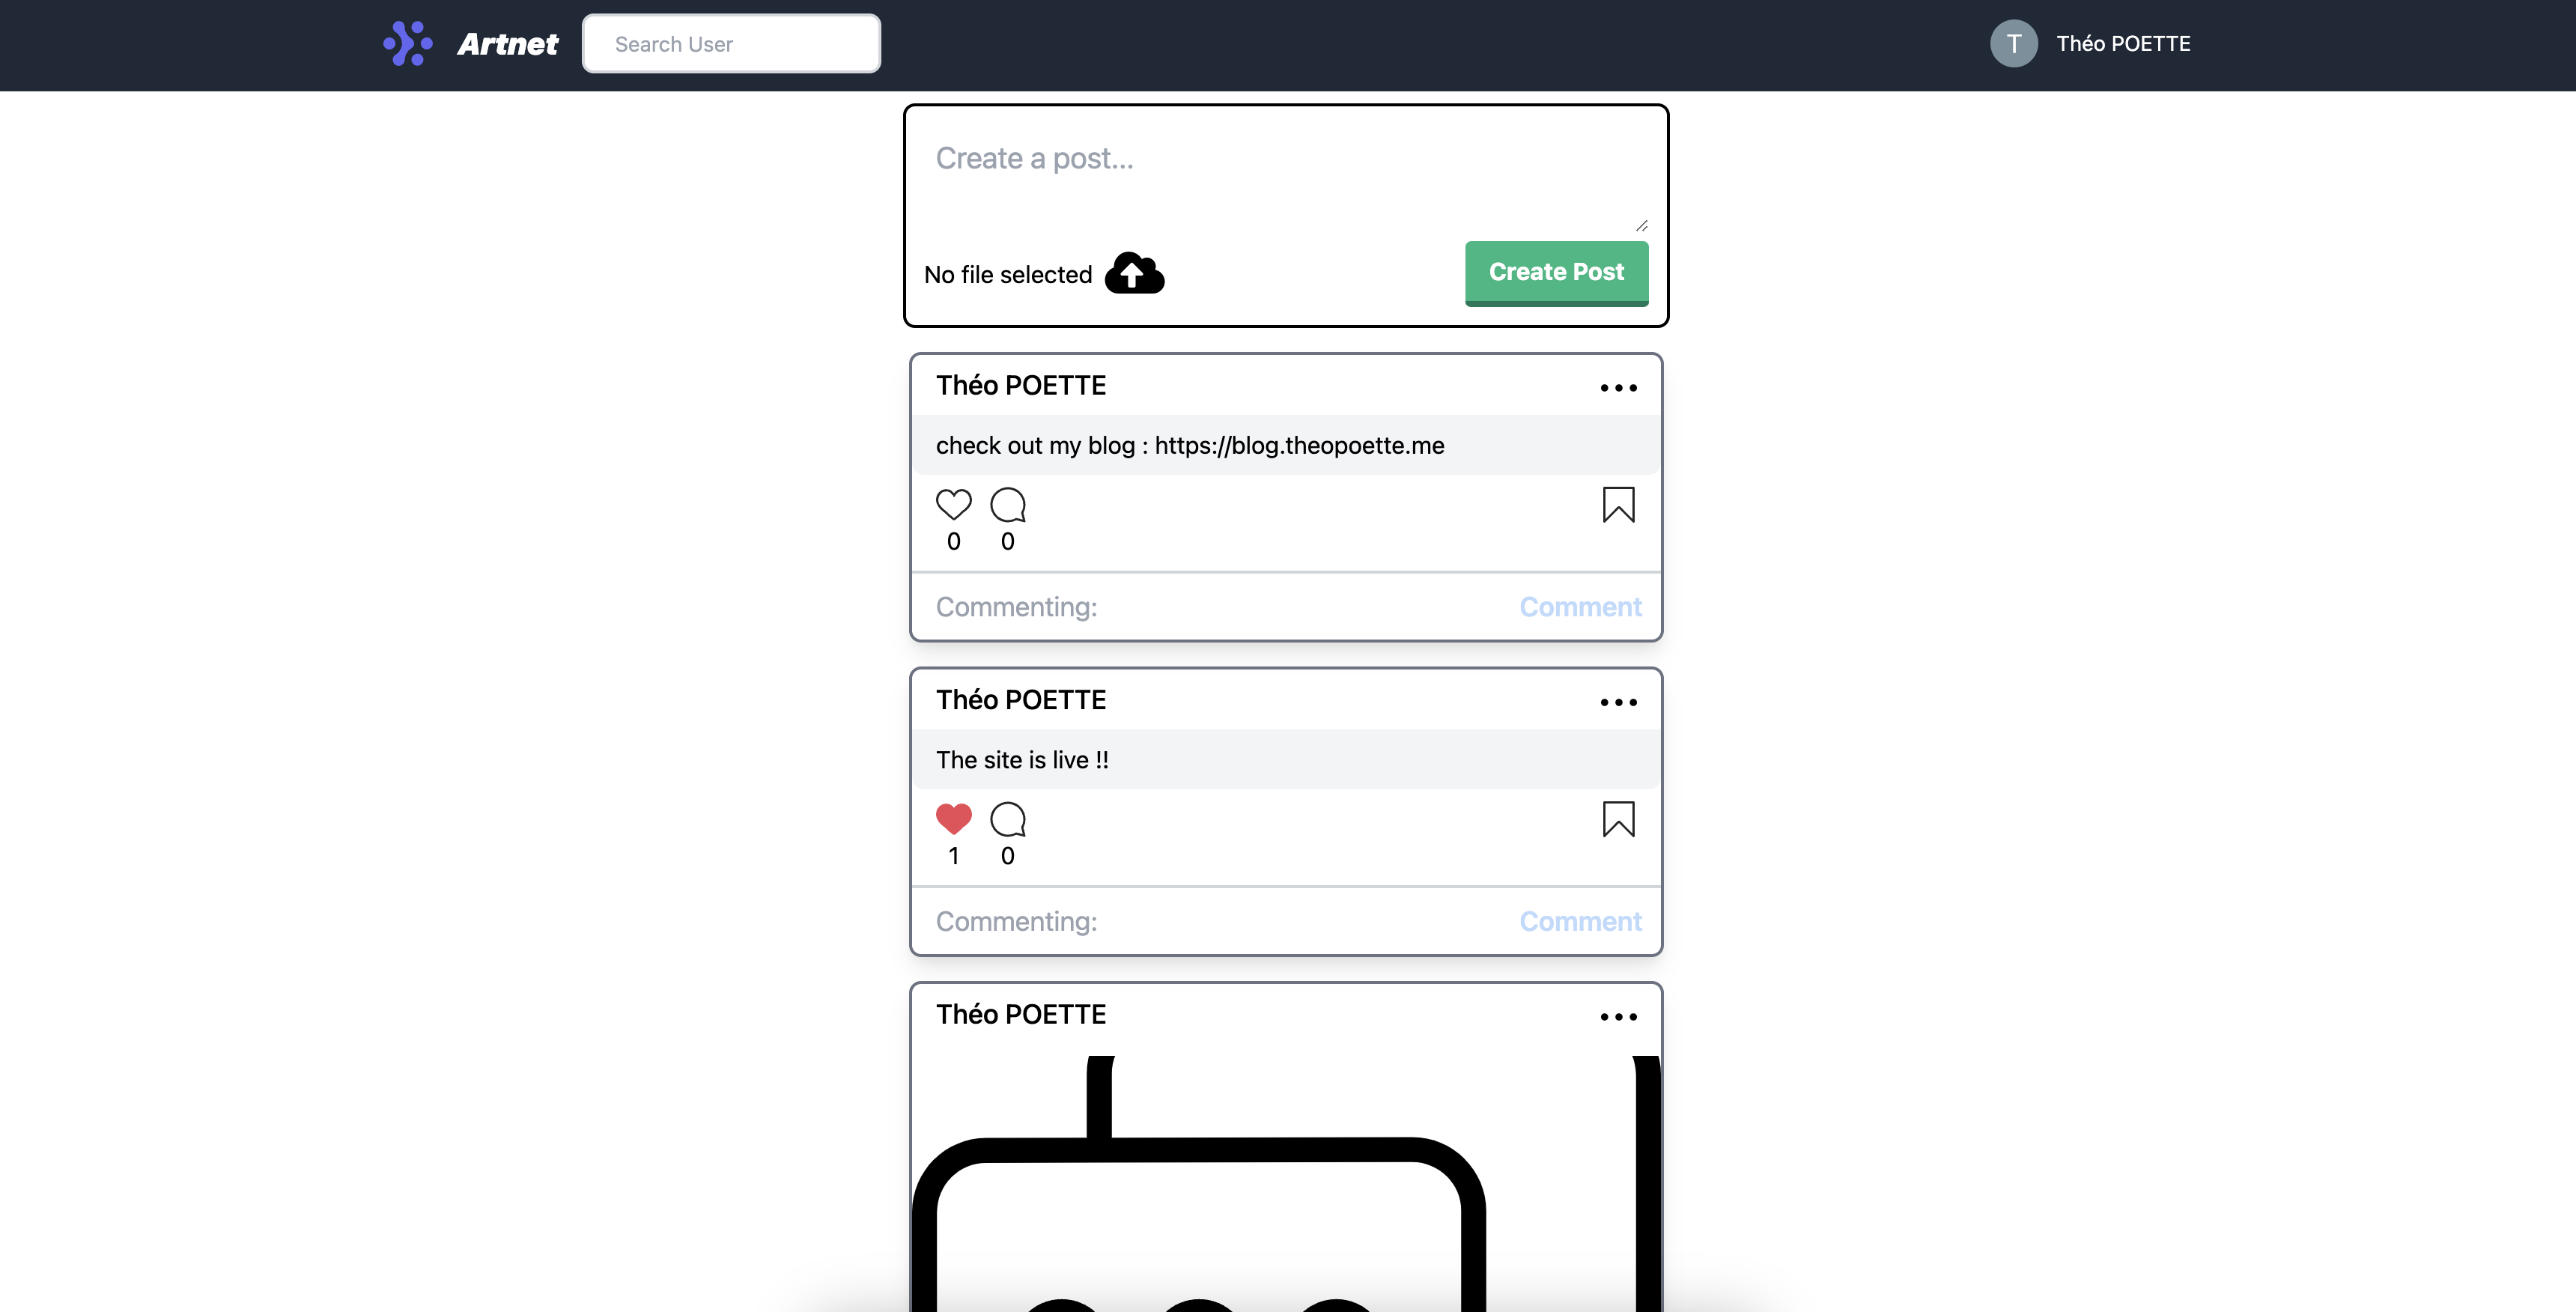 Artnet
Search User
T
Théo POETTE
Create a post...
No file selected
Create Post
Théo POETTE
check out my blog : https://blog.theopoette.me
0 0
Commenting:
Comment
Théo POETTE
The site is live !!
1 0
Commenting:
Comment
Théo POETTE